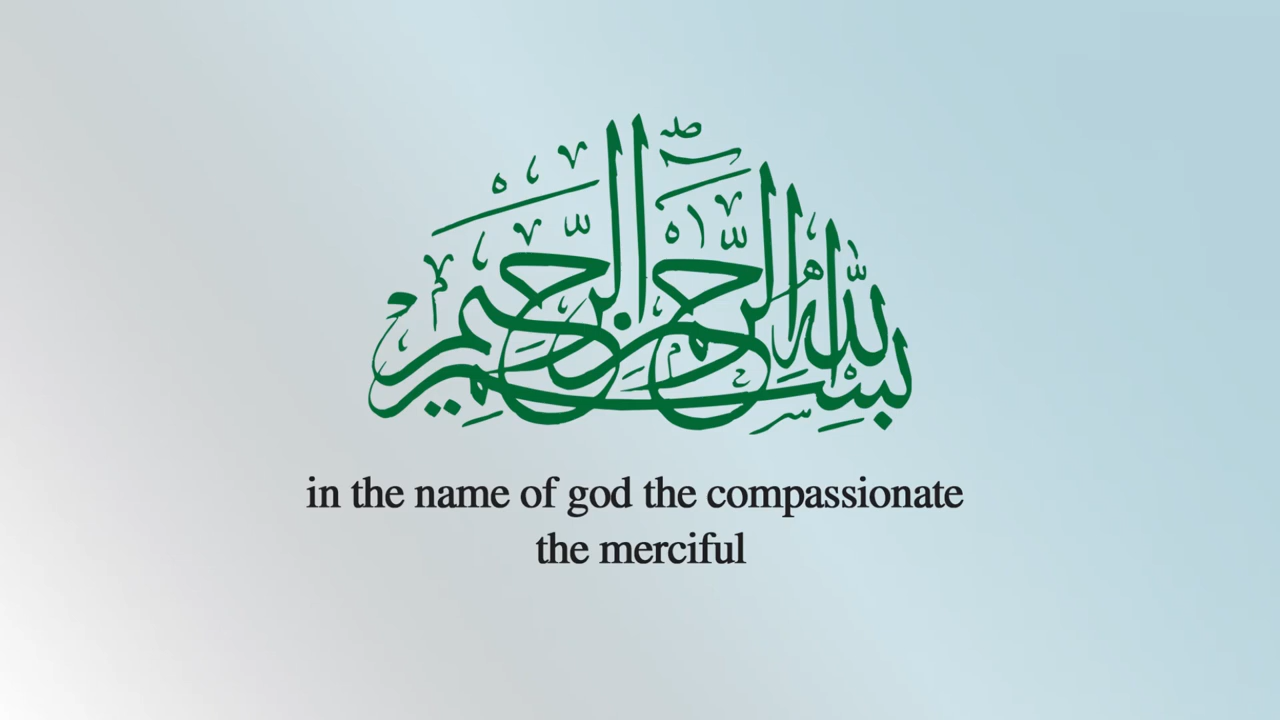 بسم الله الرحمن الرحيم
in the name of god the compassionate
the merciful